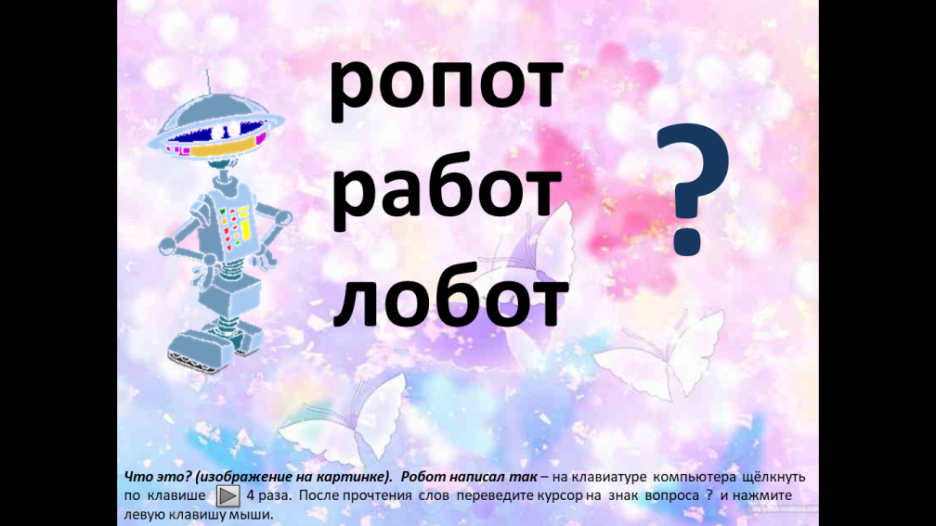 ропот
работ
лобот
?
Что это? (изображение на картинке). Робот написал так – на клавиатуре компьютера щёлкнуть
по клавише 4 раза. После прочтения слов переведите курсор на знак вопроса ? и нажмите
левую клавишу мыши.